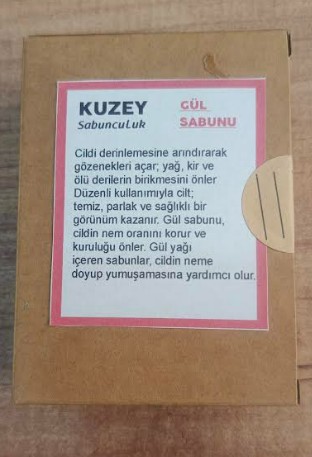 KUZEY
Sabunculuk
GÜL
SABUNU
Cildi derinlemesine arındırarak
gözenekleri açar; yağ, kir ve
ölü derilerin birikmesini önler
Düzenli kullanımıyla cilt;
temiz, parlak ve sağlıklı bir
görünüm kazanır. Gül sabunu,
cildin nem oranını korur ve
kuruluğu önler. Gül yağı
içeren sabunlar, cildin neme
doyup yumuşamasına yardımcı olur.